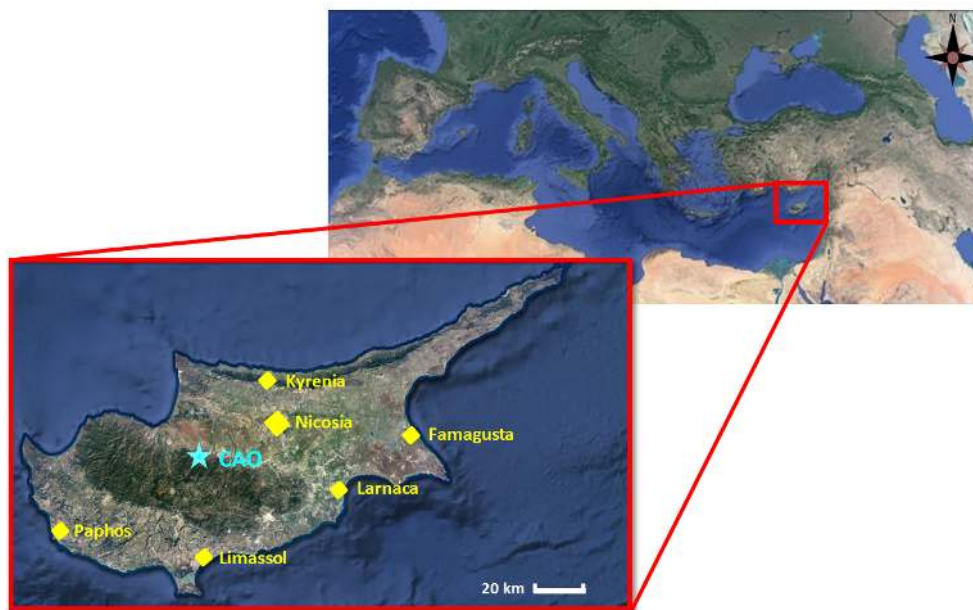 N
Kyrenia
Nicosia
Famagusta
CAO
Larnaca
Paphos
Limassol
20 km